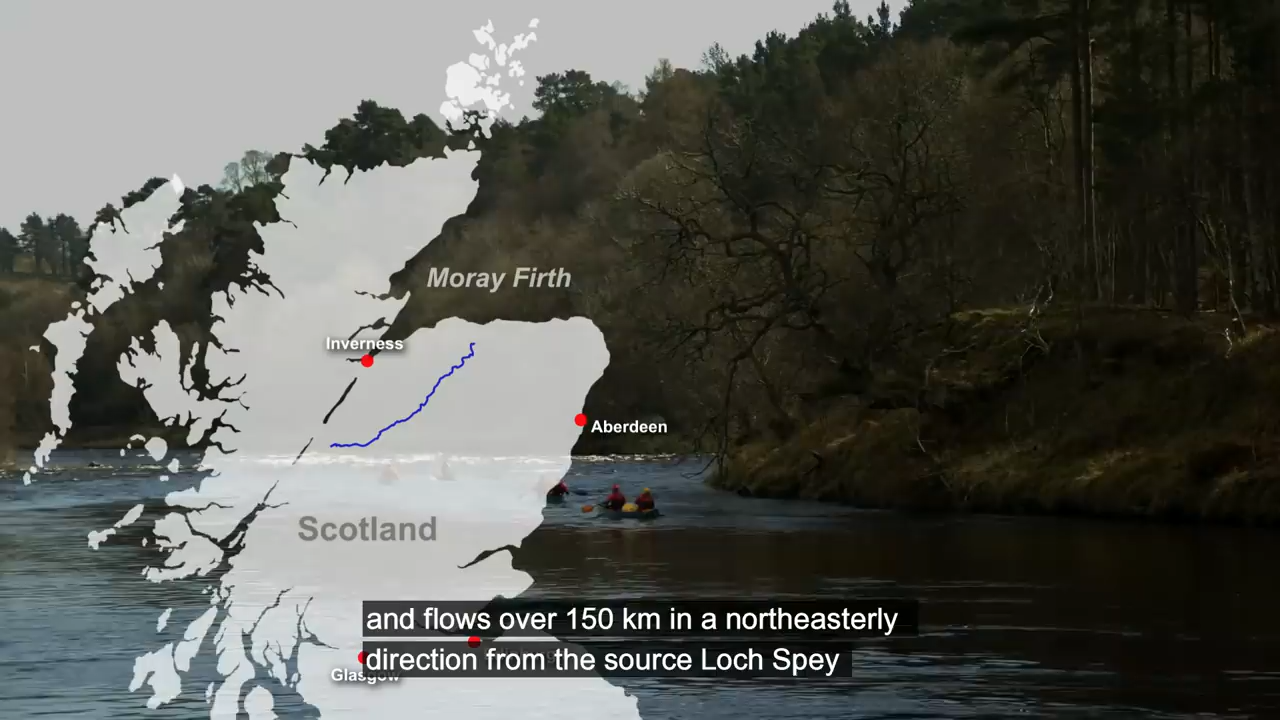 Moray Firth
Inverness
Aberdeen
Scotland
and flows over 150 km in a northeasterly
direction from the source Loch Spey
Glasgow